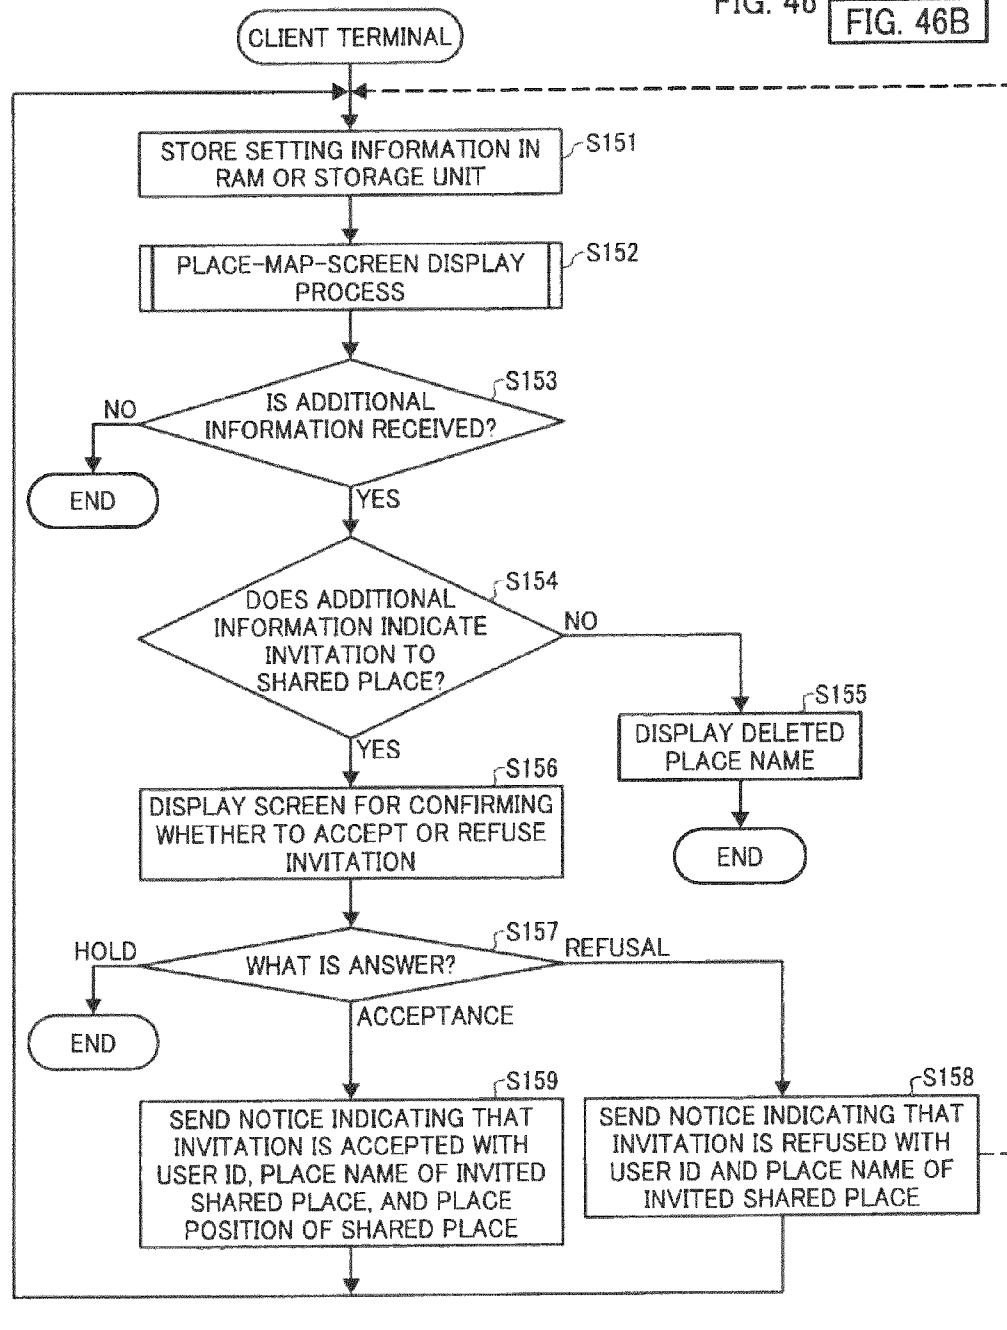 FIG. 46
FIG. 46B
CLIENT TERMINAL
S151
STORE SETTING INFORMATION IN
RAM OR STORAGE UNIT
S152
PLACE-MAP-SCREEN DISPLAY
PROCESS
S153
IS ADDITIONAL
INFORMATION RECEIVED?
NO
END
YES
S154
DOES ADDITIONAL
INFORMATION INDICATE
INVITATION TO
SHARED PLACE?
NO
S155
DISPLAY DELETED
PLACE NAME
END
YES
S156
DISPLAY SCREEN FOR CONFIRMING
WHETHER TO ACCEPT OR REFUSE
INVITATION
S157
WHAT IS ANSWER?
HOLD
END
REFUSAL
ACCEPTANCE
S159
SEND NOTICE INDICATING THAT
INVITATION IS ACCEPTED WITH
USER ID, PLACE NAME OF INVITED
SHARED PLACE, AND PLACE
POSITION OF SHARED PLACE
S158
SEND NOTICE INDICATING THAT
INVITATION IS REFUSED WITH
USER ID AND PLACE NAME OF
INVITED SHARED PLACE